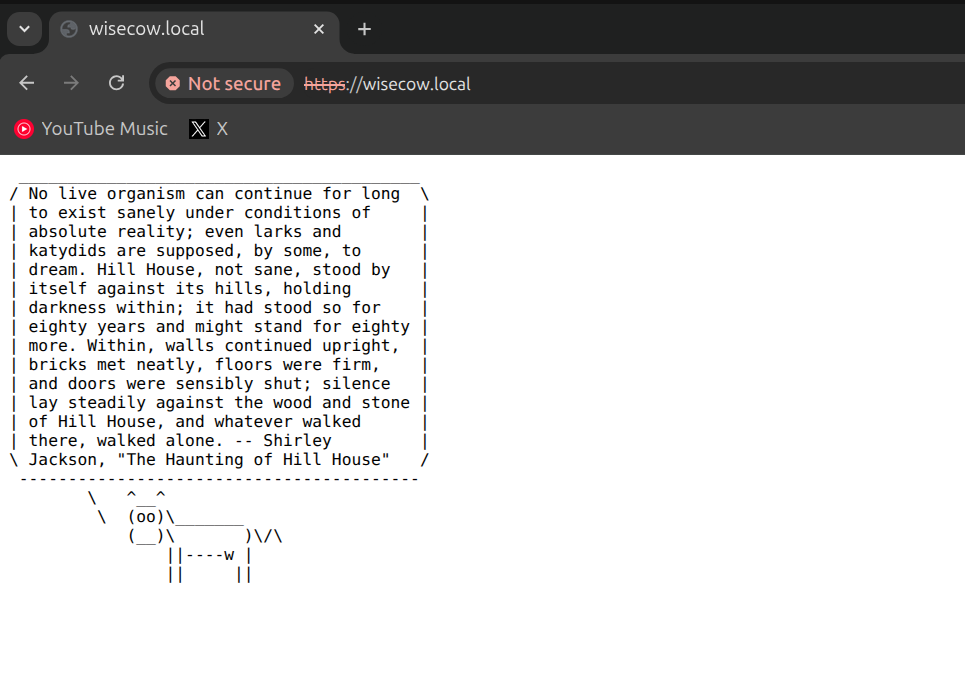 wisecow.local
Not secure https://wisecow.local
YouTube Music X
 ________________________________________
/ No live organism can continue for long  \
| to exist sanely under conditions of     |
| absolute reality; even larks and        |
| katydids are supposed, by some, to      |
| dream. Hill House, not sane, stood by   |
| itself against its hills, holding       |
| darkness within; it had stood so for    |
| eighty years and might stand for eighty |
| more. Within, walls continued upright,  |
| bricks met neatly, floors were firm,    |
| and doors were sensibly shut; silence   |
| lay steadily against the wood and stone |
| of Hill House, and whatever walked      |
| there, walked alone. -- Shirley         |
\ Jackson, "The Haunting of Hill House"   /
 -----------------------------------------
        \   ^__^
         \  (oo)\_______
            (__)\       )\/\
                ||----w |
                ||     ||